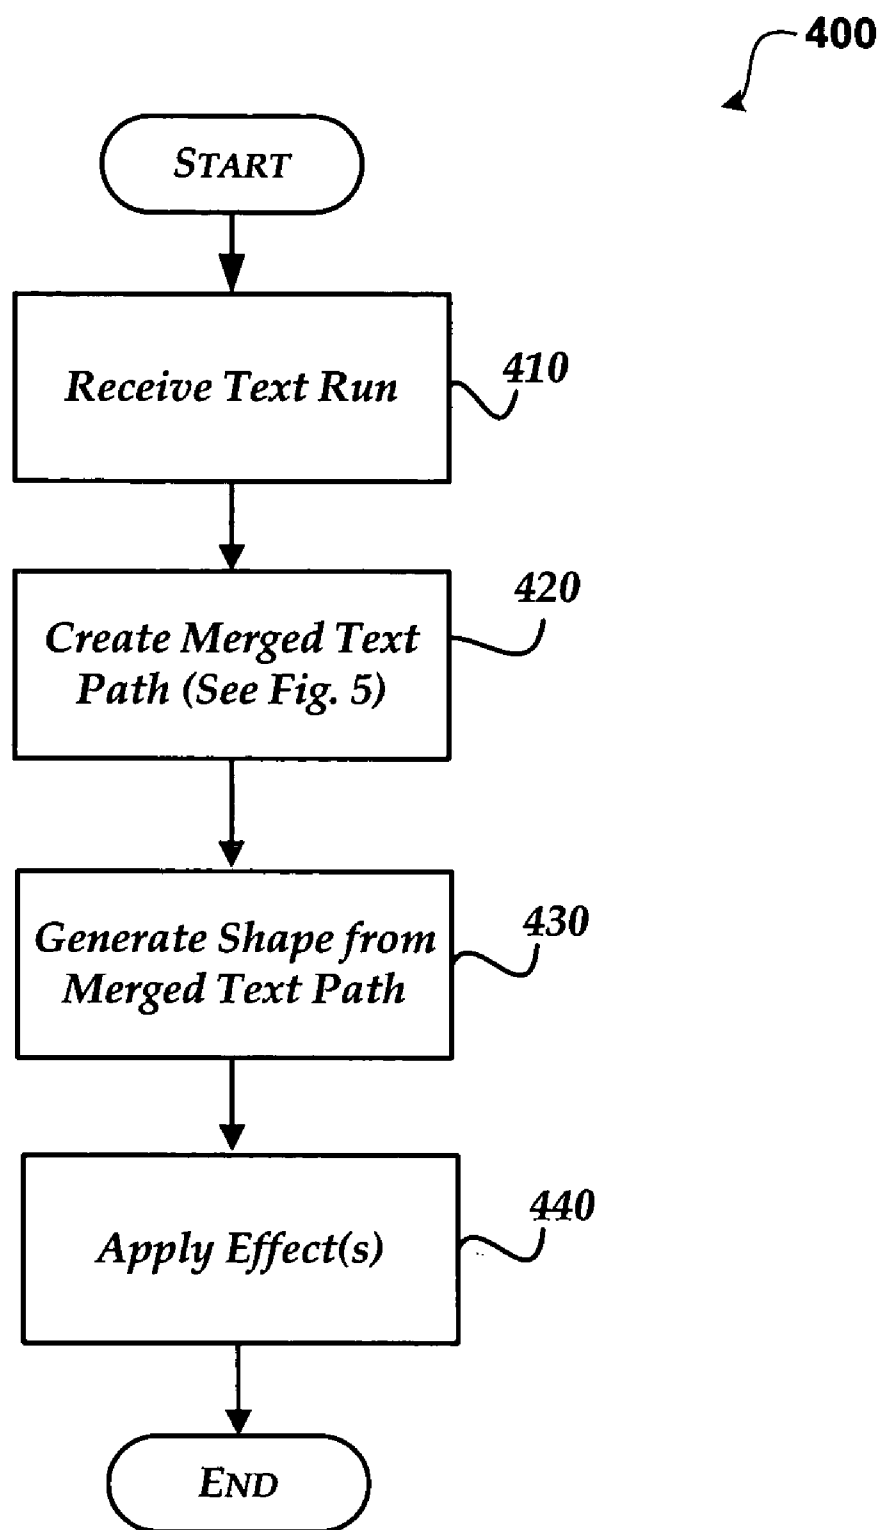 400
START
Receive Text Run
410
Create Merged Text
Path (See Fig. 5)
420
Generate Shape from
Merged Text Path
430
Apply Effect(s)
440
END